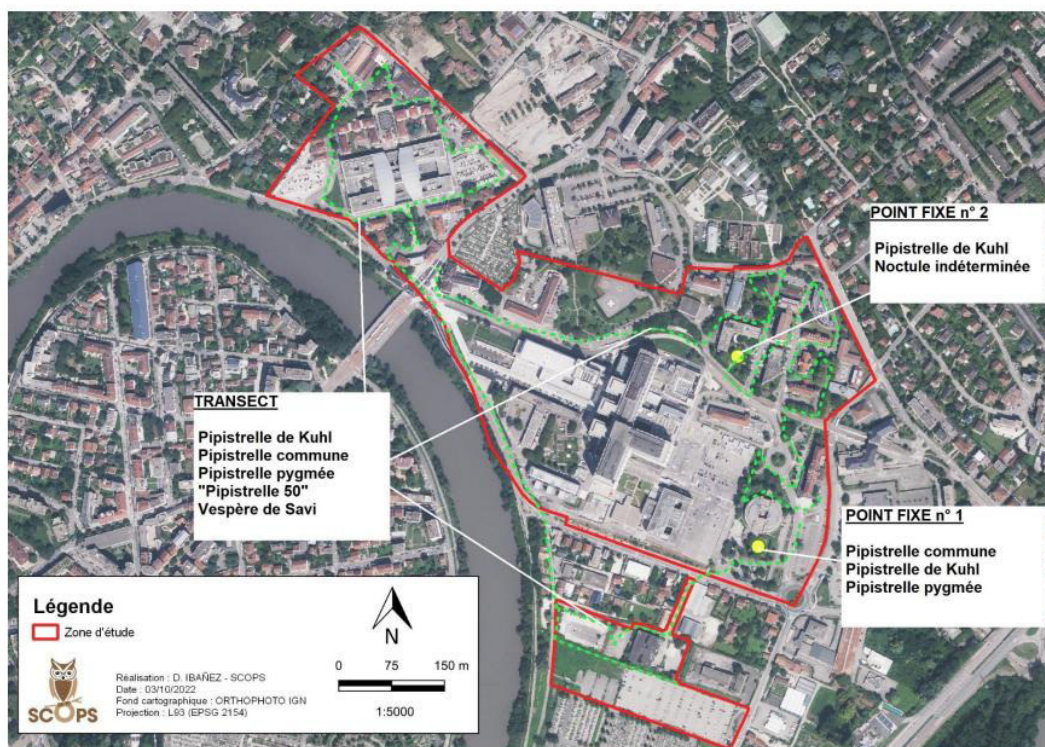 POINT FIXE n° 2
Pipistrelle de Kuhl
Noctule indéterminée
TRANSECT
Pipistrelle de Kuhl
Pipistrelle commune
Pipistrelle pygmée
"Pipistrelle 50"
Vespère de Savi
POINT FIXE n° 1
Pipistrelle commune
Pipistrelle de Kuhl
Pipistrelle pygmée
Légende
Zone d'étude
N
Réalisation : D. IBAÑEZ - SCOPS
Date : 03/10/2022
Fond cartographique : ORTHOPHOTO IGN
Projection : L93 (EPSG 2154)
SCOPS
0 75 150 m
1:5000